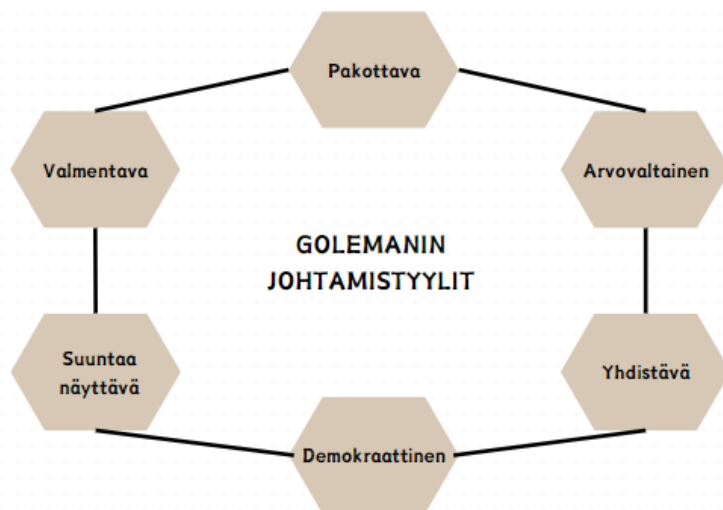 Pakottava
Valmentava
Arvovaltainen
GOLEMANIN
JOHTAMISTYYLIT
Suuntaa
näyttävä
Yhdistävä
Demokraattinen